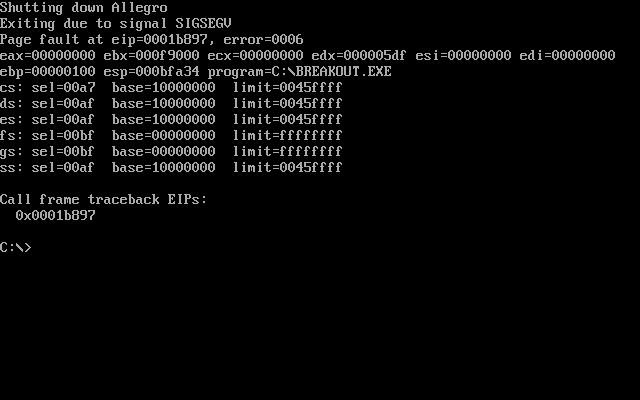 Shutting down Allegro
Exiting due to signal SIGSEGV
Page fault at eip=0001b897, error=0006
eax=00000000 ebx=000f9000 ecx=00000000 edx=000005df esi=00000000 edi=00000000
ebp=00000100 esp=000bfa34 program=C:\BREAKOUT.EXE
cs: sel=00a7  base=10000000  limit=0045ffff
ds: sel=00af  base=10000000  limit=0045ffff
es: sel=00af  base=10000000  limit=0045ffff
fs: sel=00bf  base=00000000  limit=ffffffff
gs: sel=00bf  base=00000000  limit=ffffffff
ss: sel=00af  base=10000000  limit=0045ffff
Call frame traceback EIPs:
  0x0001b897
C:\>